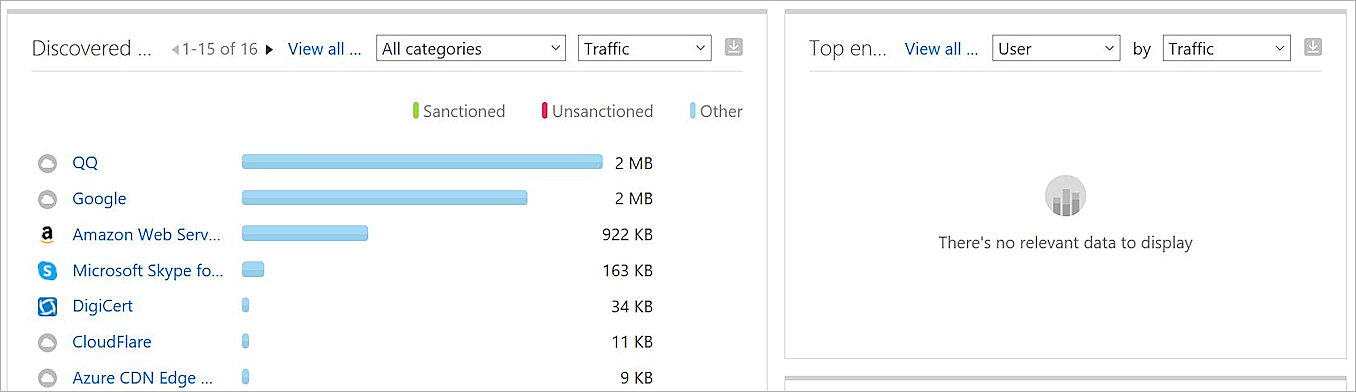 Discovered ... 1-15 of 16 View all ... All categories Traffic
Sanctioned Unsanctioned Other
QQ 2 MB
Google 2 MB
Amazon Web Serv... 922 KB
Microsoft Skype fo... 163 KB
DigiCert 34 KB
CloudFlare 11 KB
Azure CDN Edge ... 9 KB
Top en... View all ... User by Traffic
There's no relevant data to display